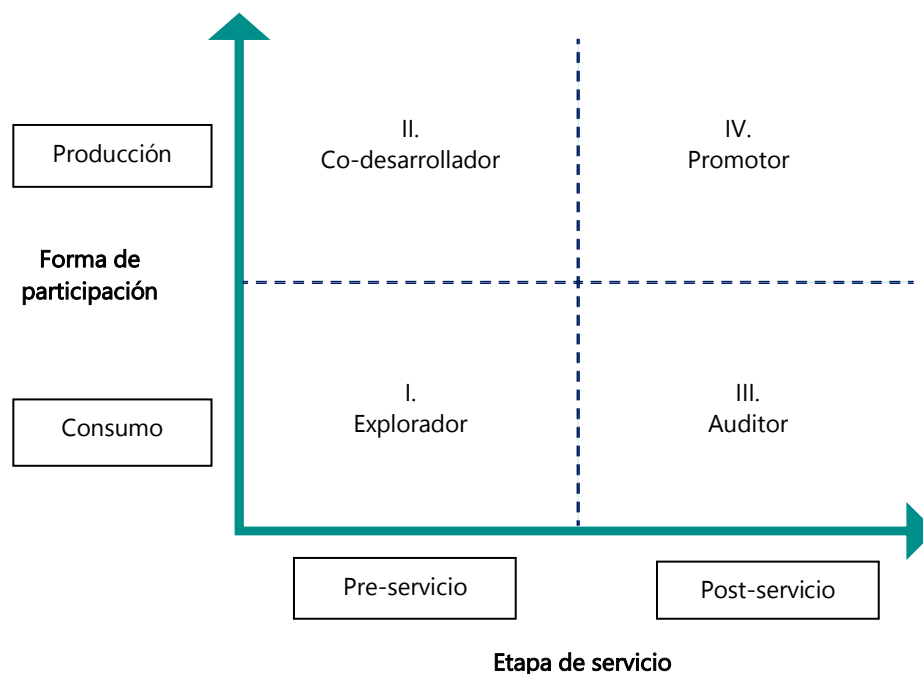 II.
Co-desarrollador
IV.
Promotor
Producción
Forma de
participación
I.
Explorador
III.
Auditor
Consumo
Pre-servicio
Post-servicio
Etapa de servicio